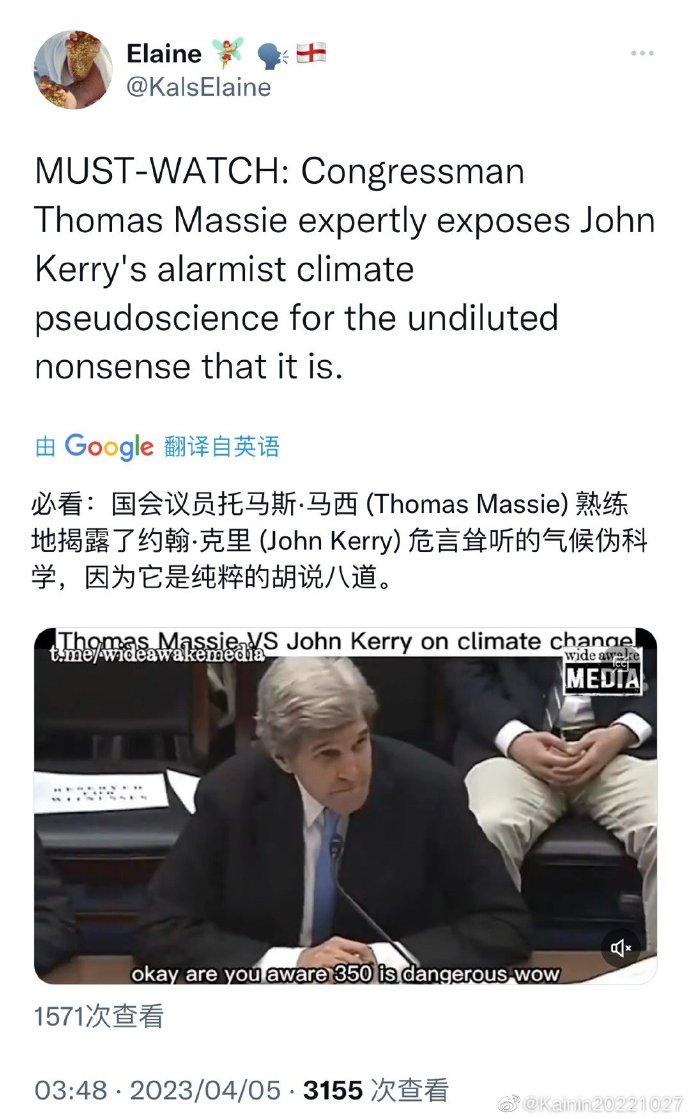 Elaine
@KalsElaine
MUST-WATCH: Congressman
Thomas Massie expertly exposes John
Kerry's alarmist climate
pseudoscience for the undiluted
nonsense that it is.
由 Google 翻译自英语
必看：国会议员托马斯·马西 (Thomas Massie) 熟练
地揭露了约翰·克里 (John Kerry) 危言耸听的气候伪科
学，因为它是纯粹的胡说八道。
Thomas Massie VS John Kerry on climate change
t.me/wideawakemedia
wide awake
MEDIA
RESERVED
FOR
WITNESSES
okay are you aware 350 is dangerous wow
1571次查看
03:48 · 2023/04/05 · 3155 次查看
@Kainin20221027